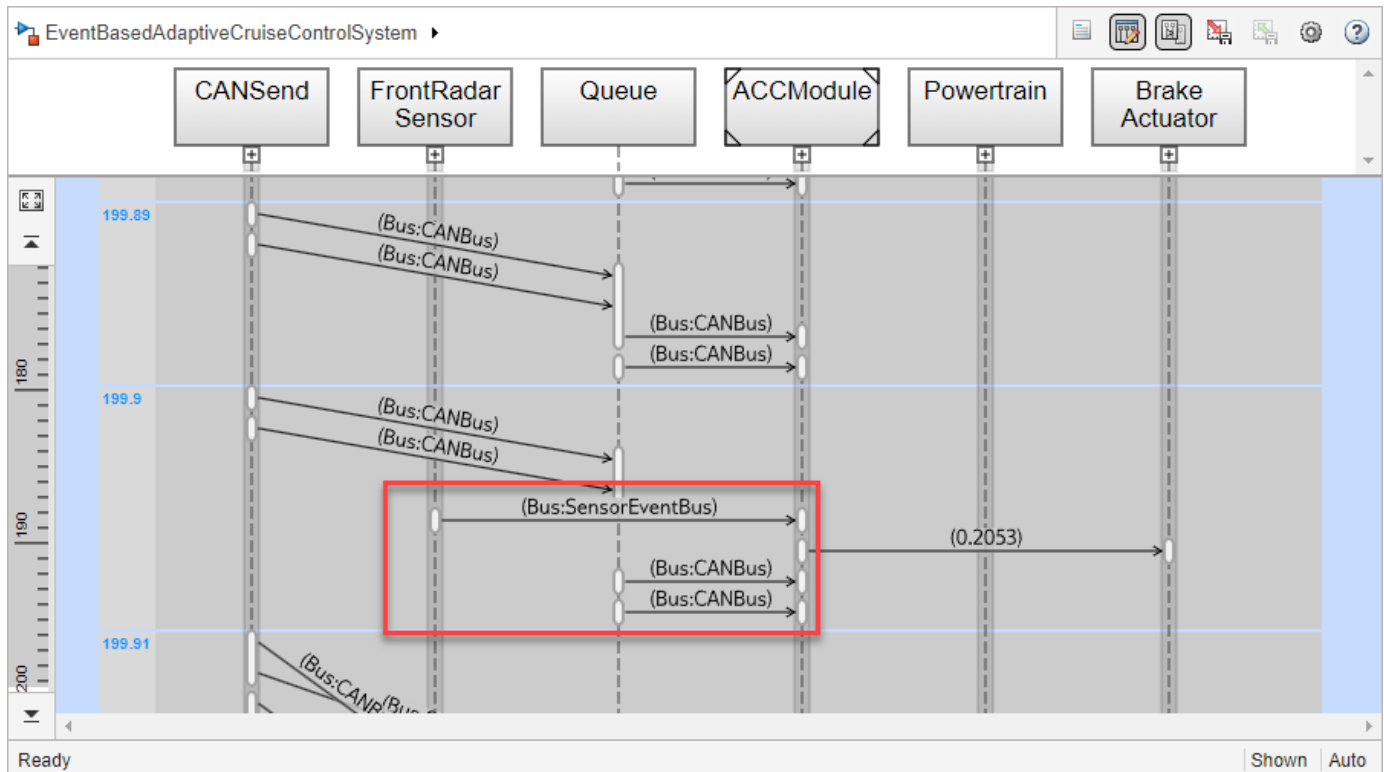 EventBasedAdaptiveCruiseControlSystem
CANSend
FrontRadar
Sensor
Queue
ACCModule
Powertrain
Brake
Actuator
199.89
(Bus:CANBus)
(Bus:CANBus)
(Bus:CANBus)
(Bus:CANBus)
180
199.9
(Bus:CANBus)
(Bus:CANBus)
(Bus:SensorEventBus)
190
(0.2053)
(Bus:CANBus)
(Bus:CANBus)
199.91
200
Ready
Shown
Auto